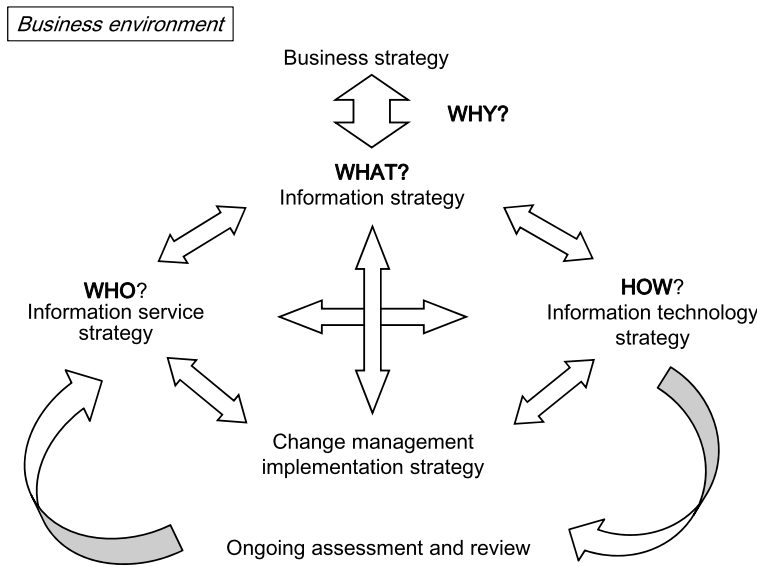 Business environment
Business strategy
WHY?
WHAT?
Information strategy
WHO?
Information service
strategy
HOW?
Information technology
strategy
Change management
implementation strategy
Ongoing assessment and review